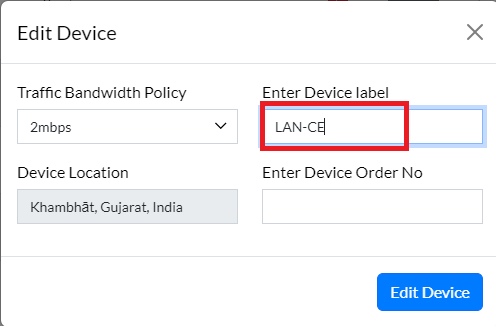 Edit Device
Traffic Bandwidth Policy
Enter Device label
2mbps
LAN-CE
Device Location
Enter Device Order No
Khambhāt, Gujarat, India
Edit Device